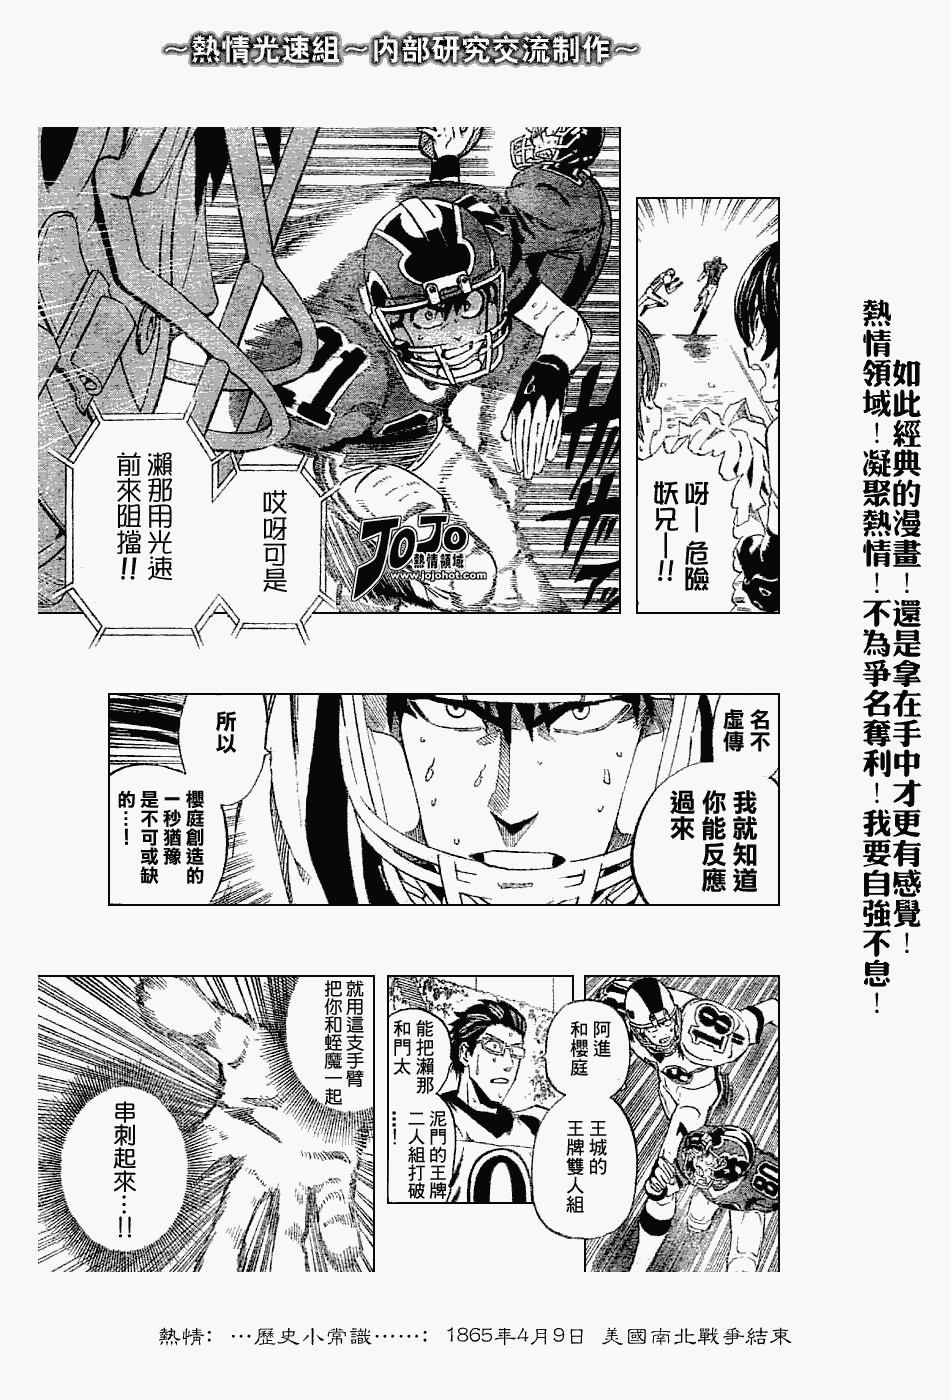 ～熱情光速組～內部研究交流制作～
如此經典的漫畫！還是拿在手中才更有感覺！
熱情領域！凝聚熱情！不為爭名奪利！我要自強不息！
呀—危險
妖兄—!!
哎呀可是
瀨那用光速
前來阻擋!!
JOJO
熱情領域
www.jojohot.com
21
名不
虛傳
我就知道
你能反應
過來
所以
櫻庭創造的
一秒猶豫
是不可或缺
的…！
18
80
阿進
和櫻庭
王城的
王牌雙人組
能把瀨那
和門太
泥門的王牌
二人組打破
……！
就用這支手臂
把你和蛭魔一起
串刺起來…!!
熱情：…歷史小常識……：1865年4月9日 美國南北戰爭結束